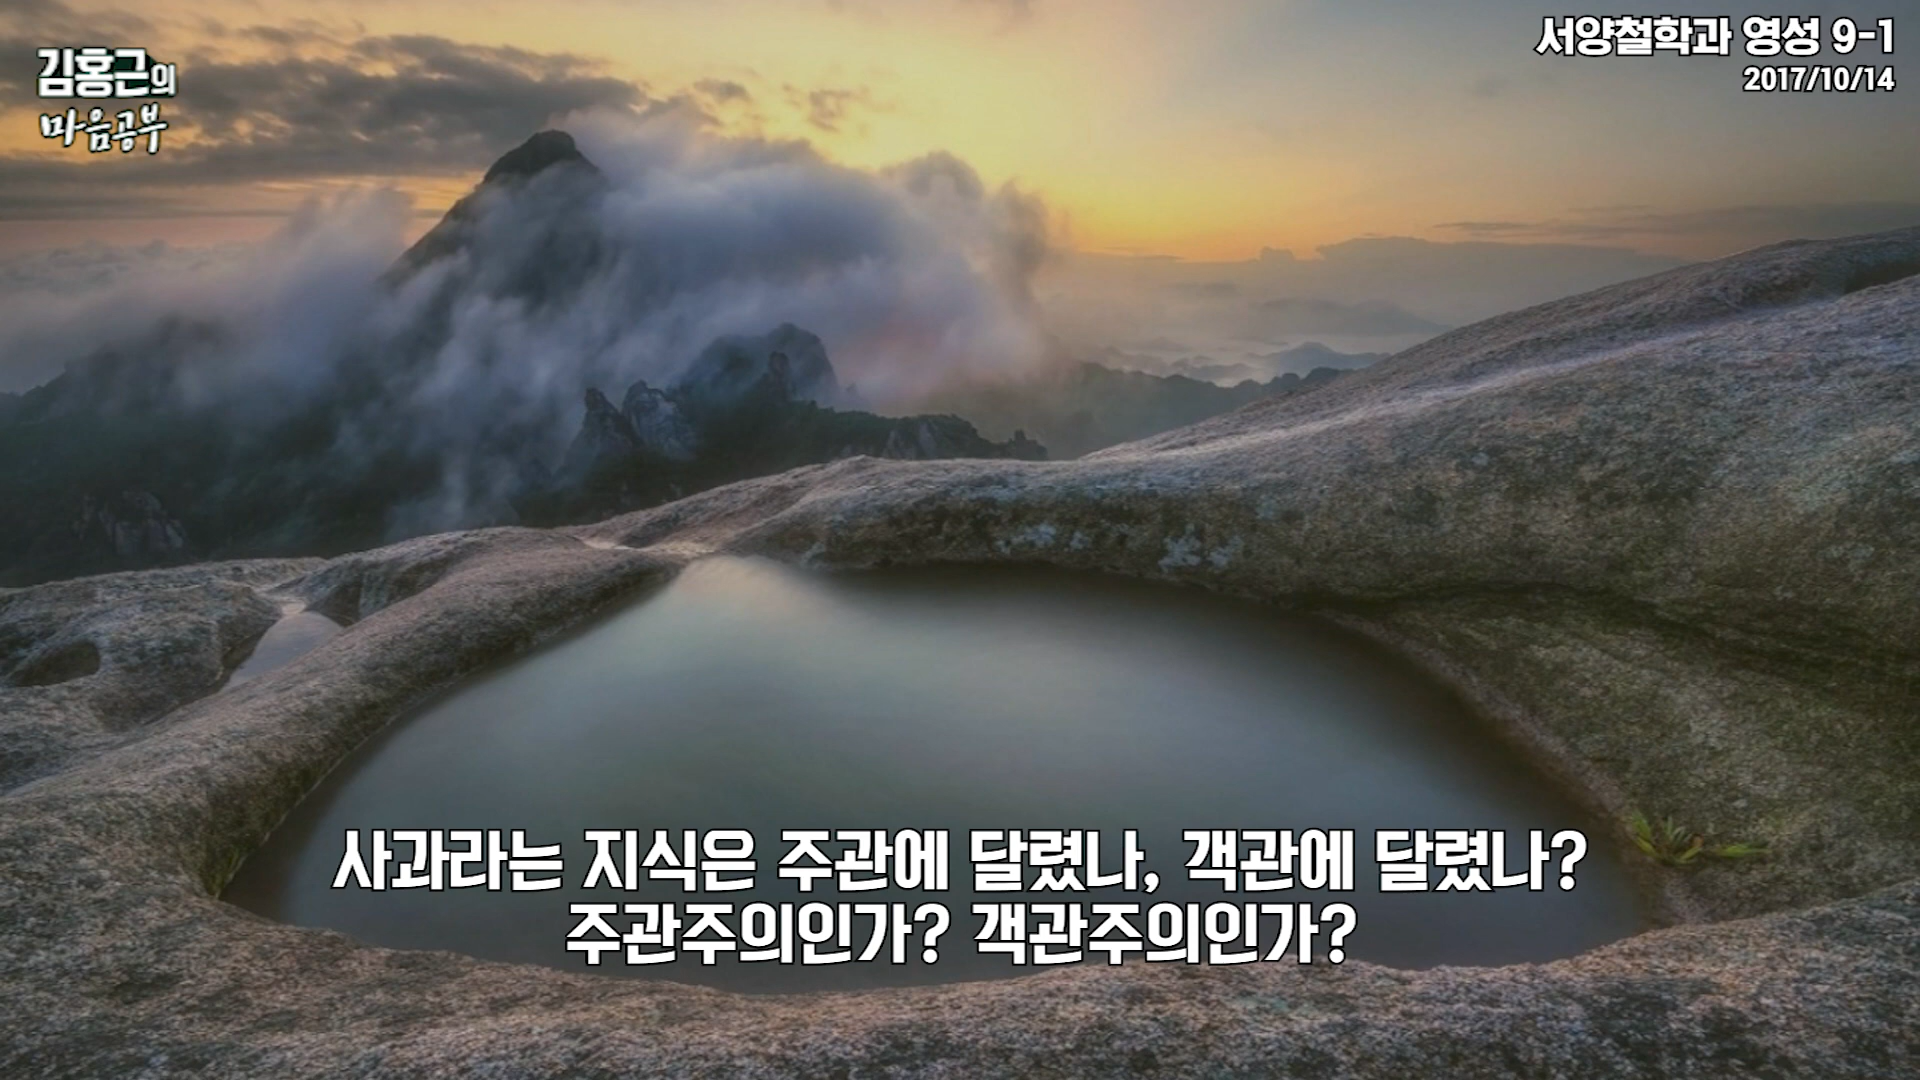 김홍근의
마음공부
서양철학과 영성 9-1
2017/10/14
사과라는 지식은 주관에 달렸나, 객관에 달렸나?
주관주의인가? 객관주의인가?